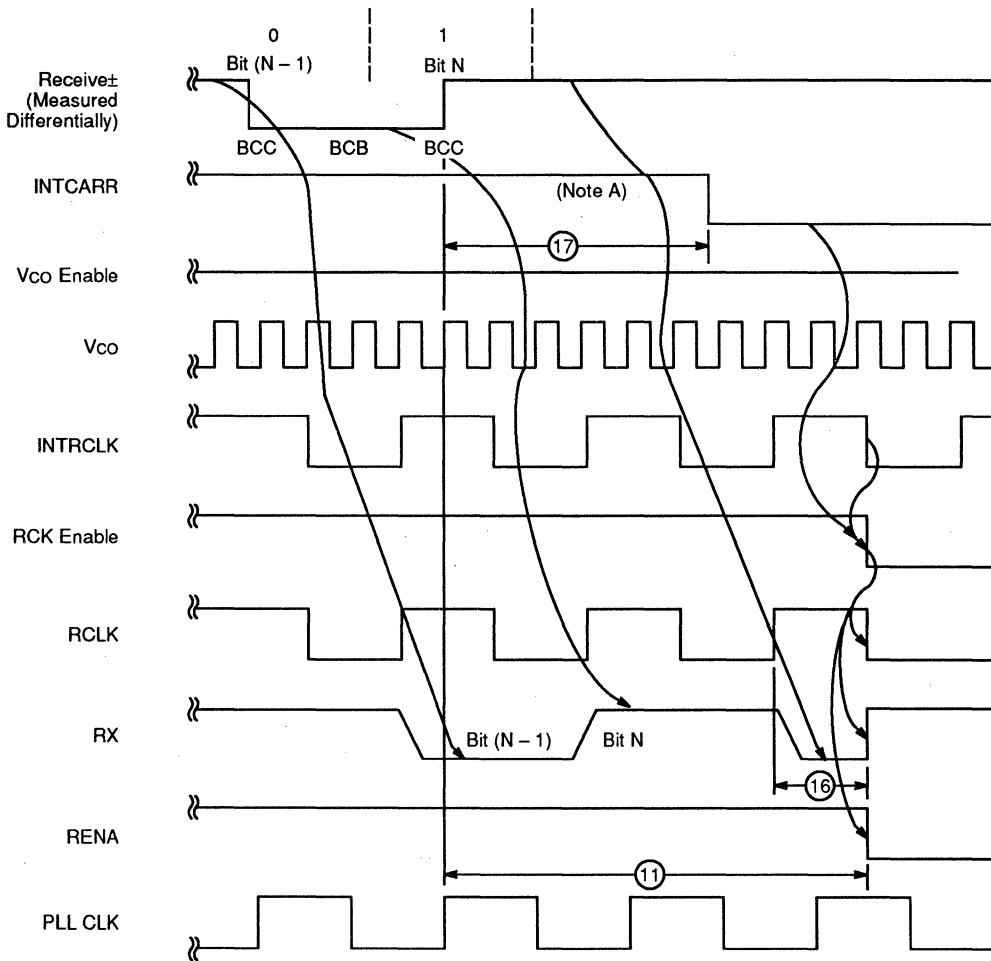 0 1
Bit (N – 1) Bit N
Receive±
(Measured
Differentially)
BCC BCB BCC
INTCARR
(Note A)
17
VCO Enable
VCO
INTRCLK
RCK Enable
RCLK
RX
Bit (N – 1) Bit N
16
RENA
11
PLL CLK